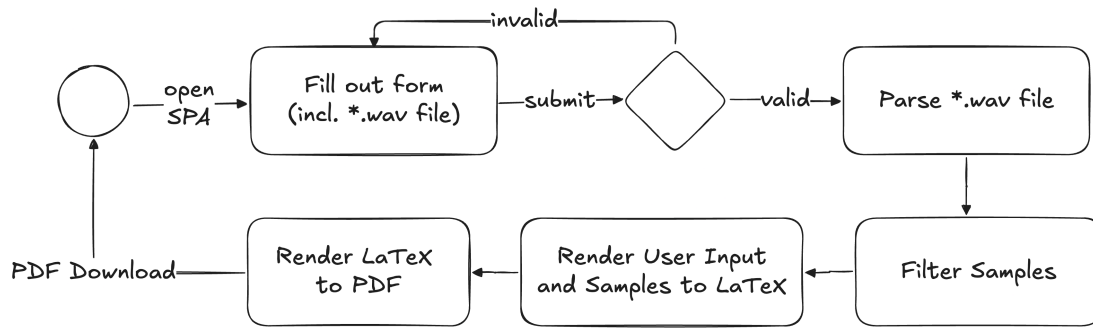 invalid
open
SPA
Fill out form
(incl. *.wav file)
submit
valid
Parse *.wav file
PDF Download
Render LaTeX
to PDF
Render User Input
and Samples to LaTeX
Filter Samples